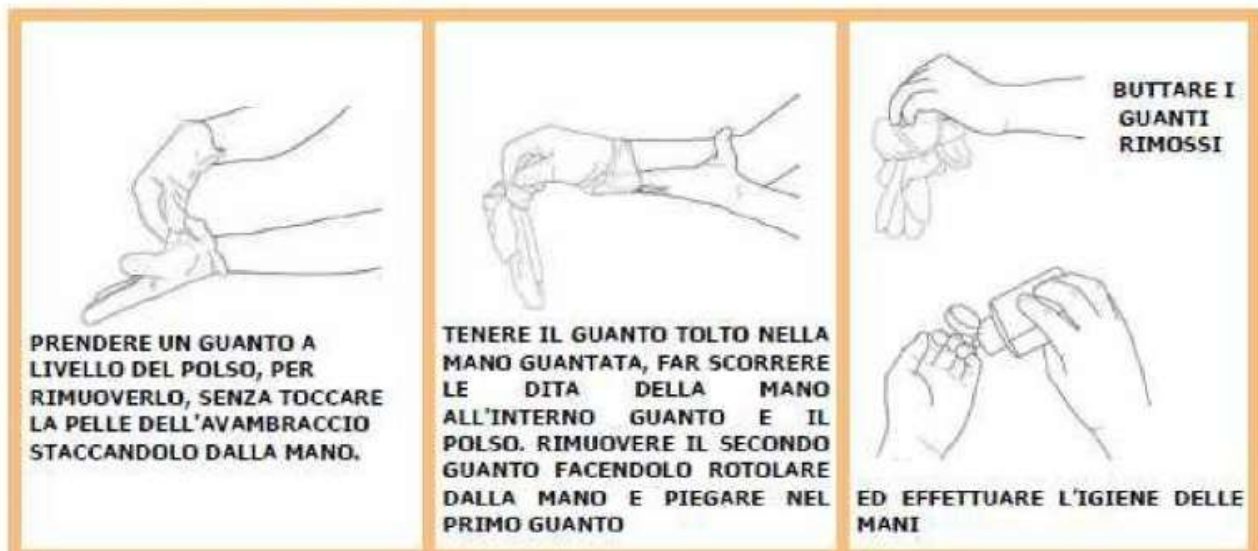 PRENDERE UN GUANTO A
LIVELLO DEL POLSO, PER
RIMUOVERLO, SENZA TOCCARE
LA PELLE DELL'AVAMBRACCIO
STACCANDOLO DALLA MANO.
TENERE IL GUANTO TOLTO NELLA
MANO GUANTATA, FAR SCORRERE
LE DITA DELLA MANO
ALL'INTERNO GUANTO E IL
POLSO. RIMUOVERE IL SECONDO
GUANTO FACENDOLO ROTOLARE
DALLA MANO E PIEGARE NEL
PRIMO GUANTO
BUTTARE I
GUANTI
RIMOSSI
ED EFFETTUARE L'IGIENE DELLE
MANI